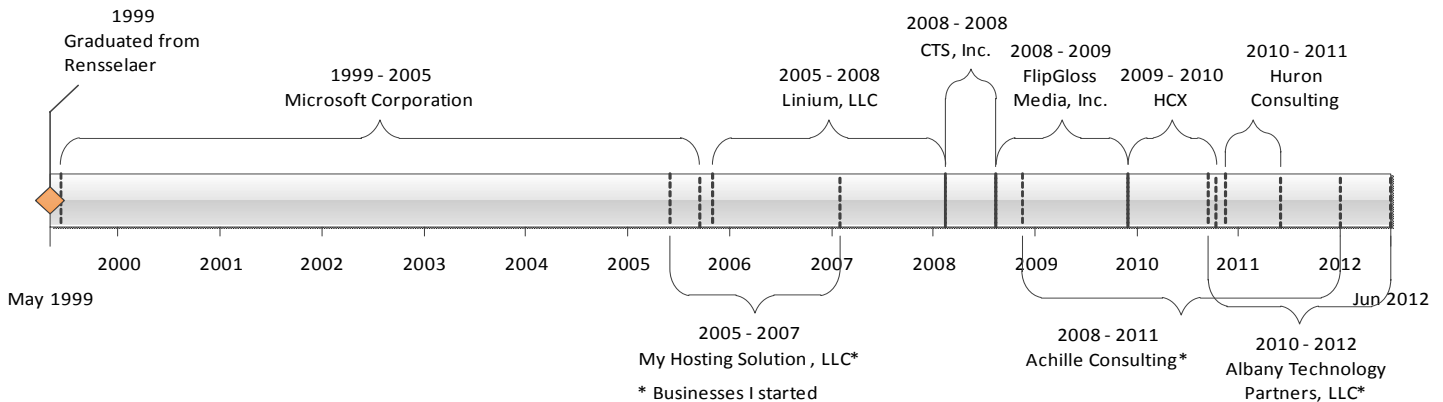 1999
Graduated from
Rensselaer
1999 - 2005
Microsoft Corporation
2005 - 2008
Linium, LLC
2008 - 2008
CTS, Inc.
2008 - 2009
FlipGloss
Media, Inc.
2009 - 2010
HCX
2010 - 2011
Huron
Consulting
2000 2001 2002 2003 2004 2005 2006 2007 2008 2009 2010 2011 2012
May 1999
Jun 2012
2005 - 2007
My Hosting Solution , LLC*
* Businesses I started
2008 - 2011
Achille Consulting*
2010 - 2012
Albany Technology
Partners, LLC*